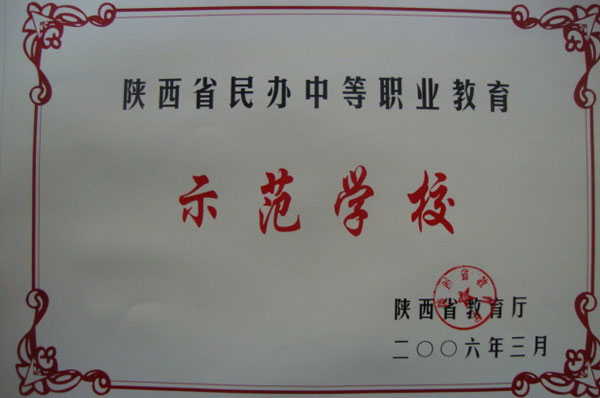 陕西省民办中等职业教育
示范学校
陕西省教育厅
二〇〇六年三月